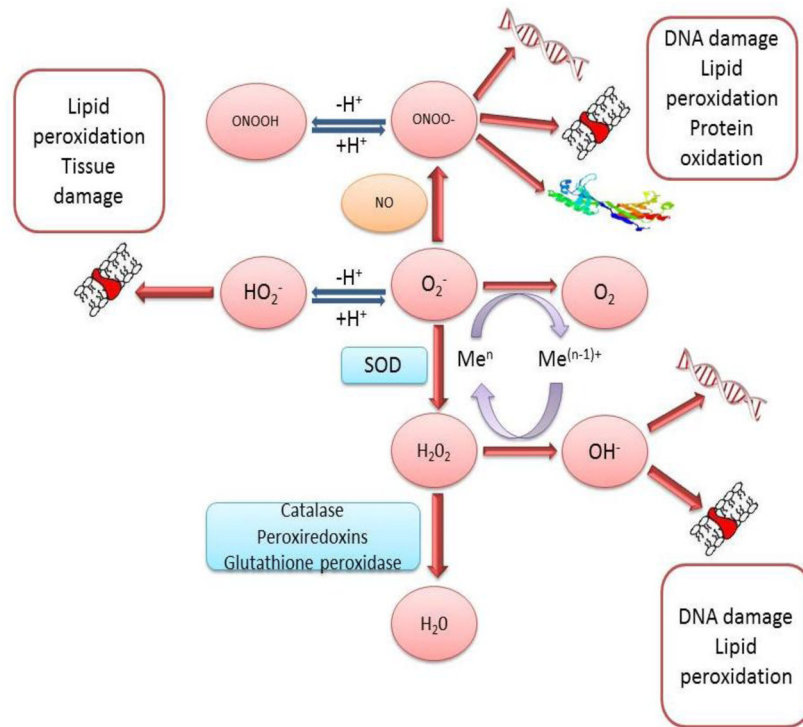 Lipid
peroxidation
Tissue
damage
DNA damage
Lipid
peroxidation
Protein
oxidation
ONOOH
-H⁺
+H⁺
ONOO-
NO
HO₂⁻
-H⁺
+H⁺
O₂⁻
O₂
SOD
Meⁿ
Me⁽ⁿ⁻¹⁾⁺
H₂O₂
OH⁻
Catalase
Peroxiredoxins
Glutathione peroxidase
H₂O
DNA damage
Lipid
peroxidation